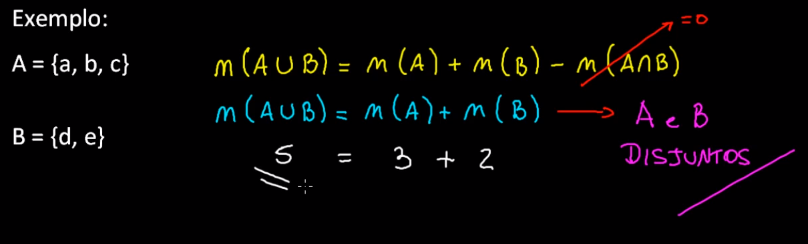 Exemplo:
A = {a, b, c}
n(A∪B) = n(A) + n(B) - n(A∩B) =0
n(A∪B) = n(A) + n(B) → A e B
DISJUNTOS
B = {d, e}
5 = 3 + 2